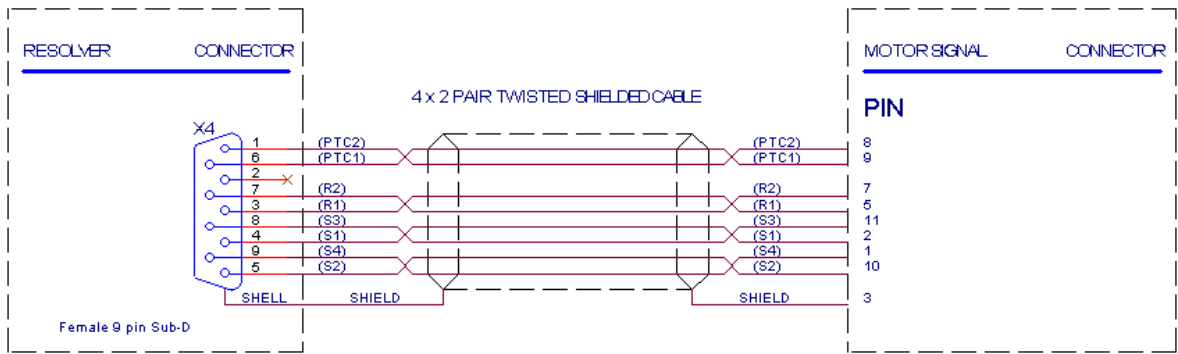 RESOLVER CONNECTOR
MOTOR SIGNAL CONNECTOR
4 x 2 PAIR TWISTED SHIELDED CABLE
PIN
X4
1 (PTC2) (PTC2) 8
6 (PTC1) (PTC1) 9
2
7 (R2) (R2) 7
3 (R1) (R1) 5
8 (S3) (S3) 11
4 (S1) (S1) 2
9 (S4) (S4) 1
5 (S2) (S2) 10
SHELL SHIELD SHIELD 3
Female 9 pin Sub-D